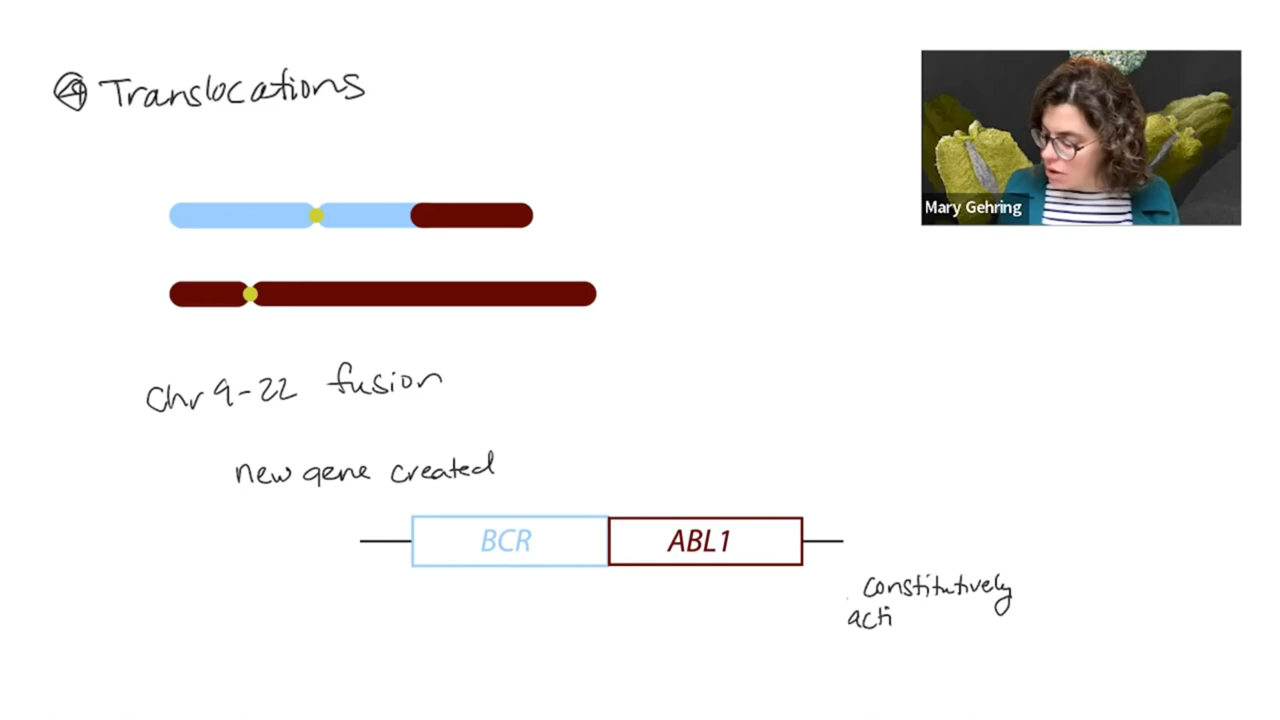 ④ Translocations
Mary Gehring
Chr 9-22 fusion
new gene created
BCR ABL1
constitutively
acti